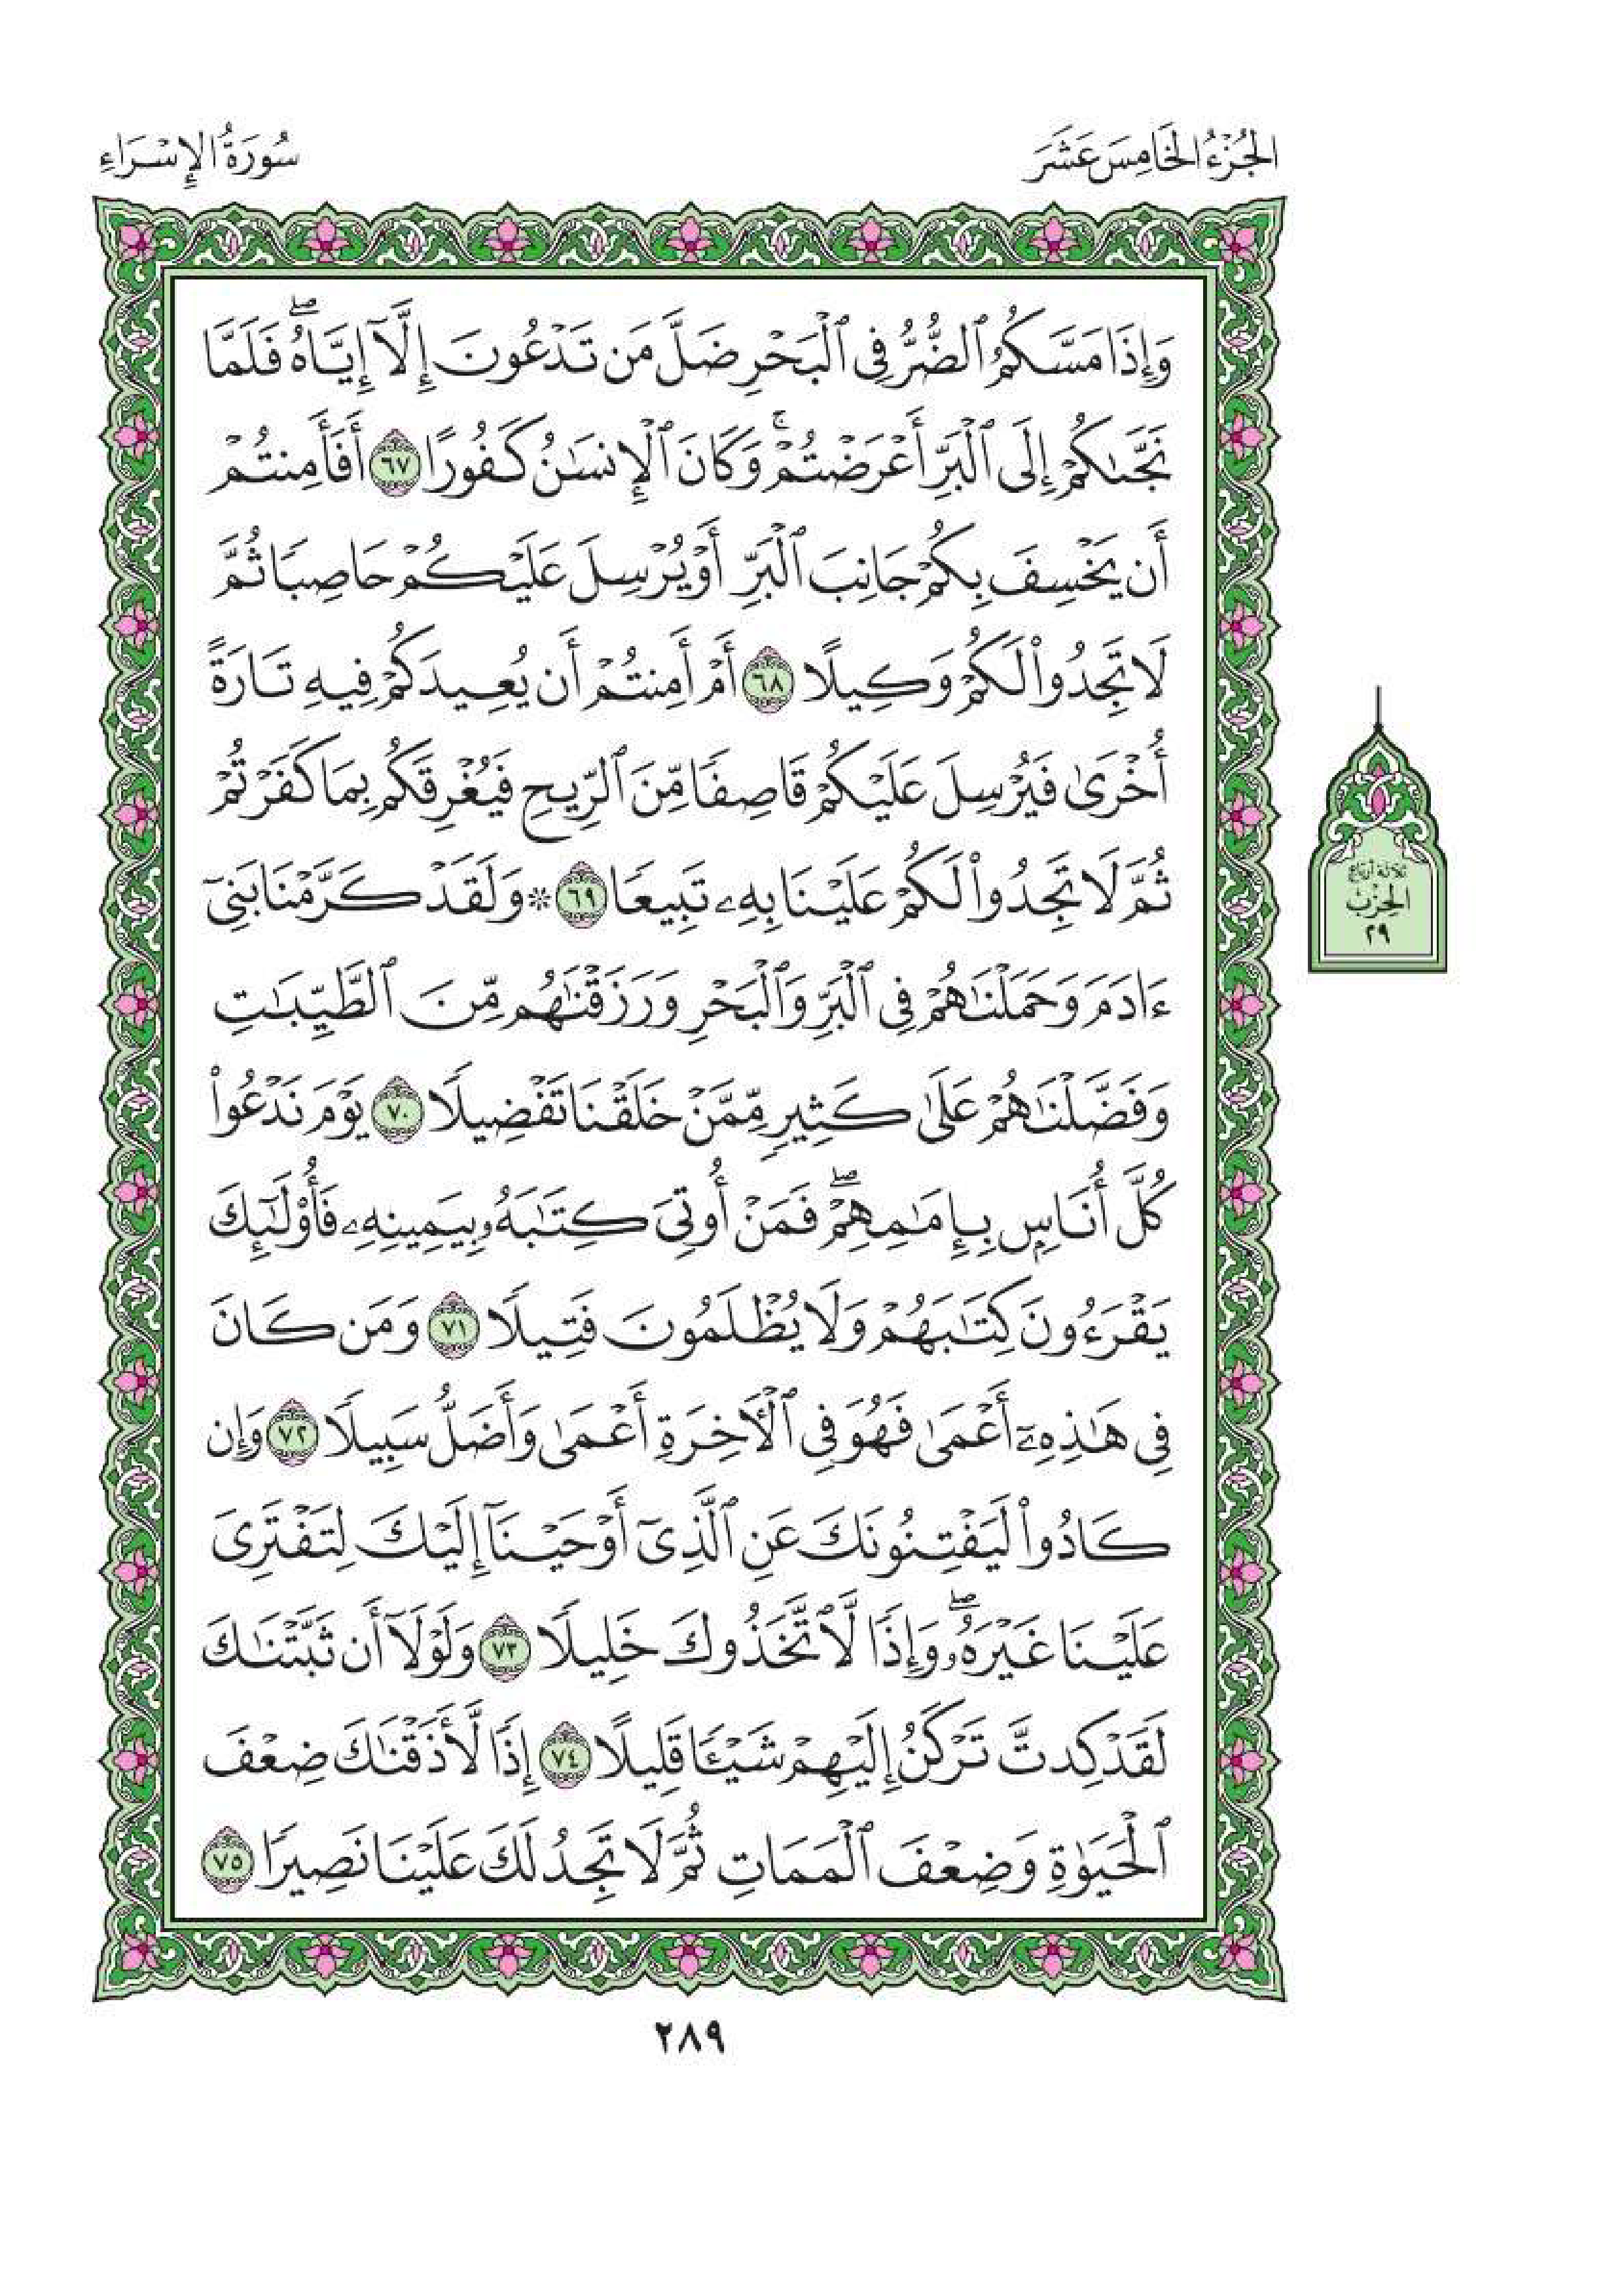 الجُزْءُ الخَامِسَ عَشَرَ
سُورَةُ الإِسْرَاءِ
وَإِذَا مَسَّكُمُ ٱلضُّرُّ فِى ٱلْبَحْرِ ضَلَّ مَن تَدْعُونَ إِلَّآ إِيَّاهُ ۖ فَلَمَّا
نَجَّىٰكُمْ إِلَى ٱلْبَرِّ أَعْرَضْتُمْ ۚ وَكَانَ ٱلْإِنسَٰنُ كَفُورًا ٦٧ أَفَأَمِنتُمْ
أَن يَخْسِفَ بِكُمْ جَانِبَ ٱلْبَرِّ أَوْ يُرْسِلَ عَلَيْكُمْ حَاصِبًا ثُمَّ
لَا تَجِدُوا۟ لَكُمْ وَكِيلًا ٦٨ أَمْ أَمِنتُمْ أَن يُعِيدَكُمْ فِيهِ تَارَةً
أُخْرَىٰ فَيُرْسِلَ عَلَيْكُمْ قَاصِفًا مِّنَ ٱلرِّيحِ فَيُغْرِقَكُم بِمَا كَفَرْتُمْ
ثُمَّ لَا تَجِدُوا۟ لَكُمْ عَلَيْنَا بِهِۦ تَبِيعًا ٦٩ * وَلَقَدْ كَرَّمْنَا بَنِىٓ
ءَادَمَ وَحَمَلْنَٰهُمْ فِى ٱلْبَرِّ وَٱلْبَحْرِ وَرَزَقْنَٰهُم مِّنَ ٱلطَّيِّبَٰتِ
وَفَضَّلْنَٰهُمْ عَلَىٰ كَثِيرٍ مِّمَّنْ خَلَقْنَا تَفْضِيلًا ٧٠ يَوْمَ نَدْعُوا۟
كُلَّ أُنَاسٍۭ بِإِمَٰمِهِمْ ۖ فَمَنْ أُوتِىَ كِتَٰبَهُۥ بِيَمِينِهِۦ فَأُو۟لَٰٓئِكَ
يَقْرَءُونَ كِتَٰبَهُمْ وَلَا يُظْلَمُونَ فَتِيلًا ٧١ وَمَن كَانَ
فِى هَٰذِهِۦٓ أَعْمَىٰ فَهُوَ فِى ٱلْـَٔاخِرَةِ أَعْمَىٰ وَأَضَلُّ سَبِيلًا ٧٢ وَإِن
كَادُوا۟ لَيَفْتِنُونَكَ عَنِ ٱلَّذِىٓ أَوْحَيْنَآ إِلَيْكَ لِتَفْتَرِىَ
عَلَيْنَا غَيْرَهُۥ ۖ وَإِذًا لَّٱتَّخَذُوكَ خَلِيلًا ٧٣ وَلَوْلَآ أَن ثَبَّتْنَٰكَ
لَقَدْ كِدتَّ تَرْكَنُ إِلَيْهِمْ شَيْـًٔا قَلِيلًا ٧٤ إِذًا لَّأَذَقْنَٰكَ ضِعْفَ
ٱلْحَيَوٰةِ وَضِعْفَ ٱلْمَمَاتِ ثُمَّ لَا تَجِدُ لَكَ عَلَيْنَا نَصِيرًا ٧٥
ثلاثة أرباع
الحِزْبُ
٢٩
٢٨٩